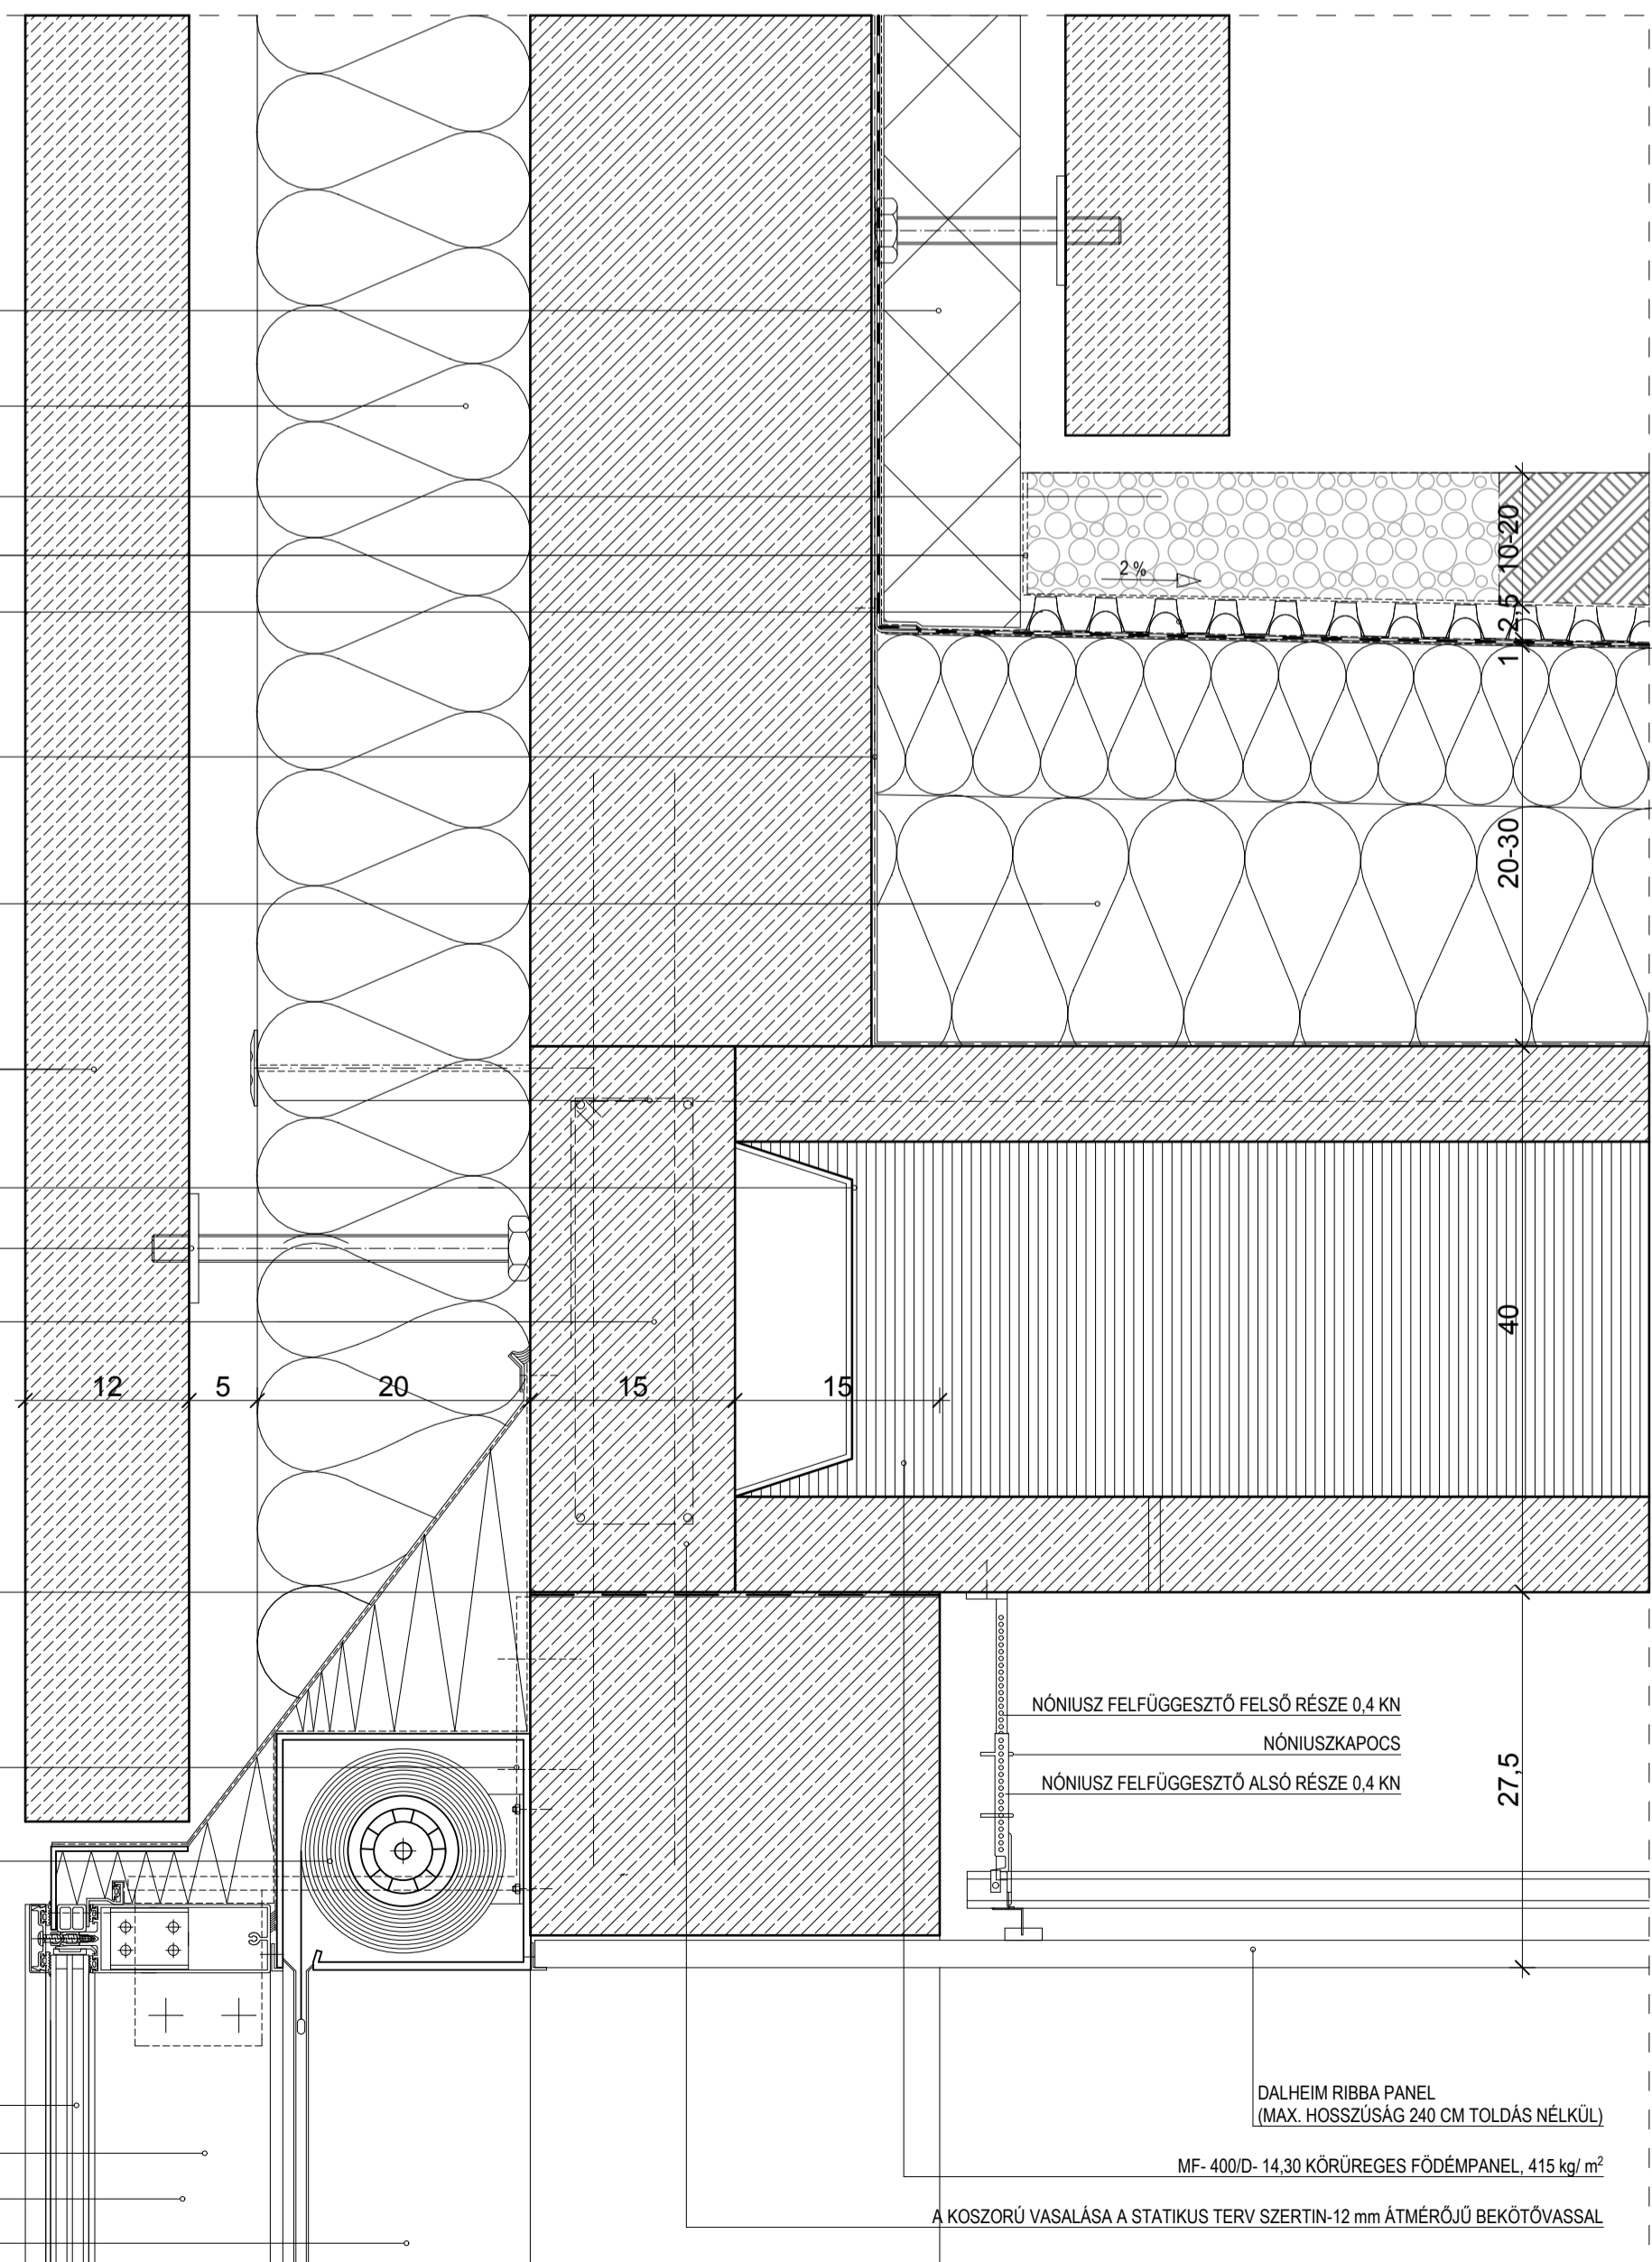 2 %
10-20
2,5
1
20-30
40
12
5
20
15
15
NÓNIUSZ FELFÜGGESZTŐ FELSŐ RÉSZE 0,4 KN
NÓNIUSZKAPOCS
NÓNIUSZ FELFÜGGESZTŐ ALSÓ RÉSZE 0,4 KN
27,5
DALHEIM RIBBA PANEL
(MAX. HOSSZÚSÁG 240 CM TOLDÁS NÉLKÜL)
MF- 400/D- 14,30 KÖRÜREGES FÖDÉMPANEL, 415 kg/ m²
A KOSZORÚ VASALÁSA A STATIKUS TERV SZERTIN-12 mm ÁTMÉRŐJŰ BEKÖTŐVASSAL